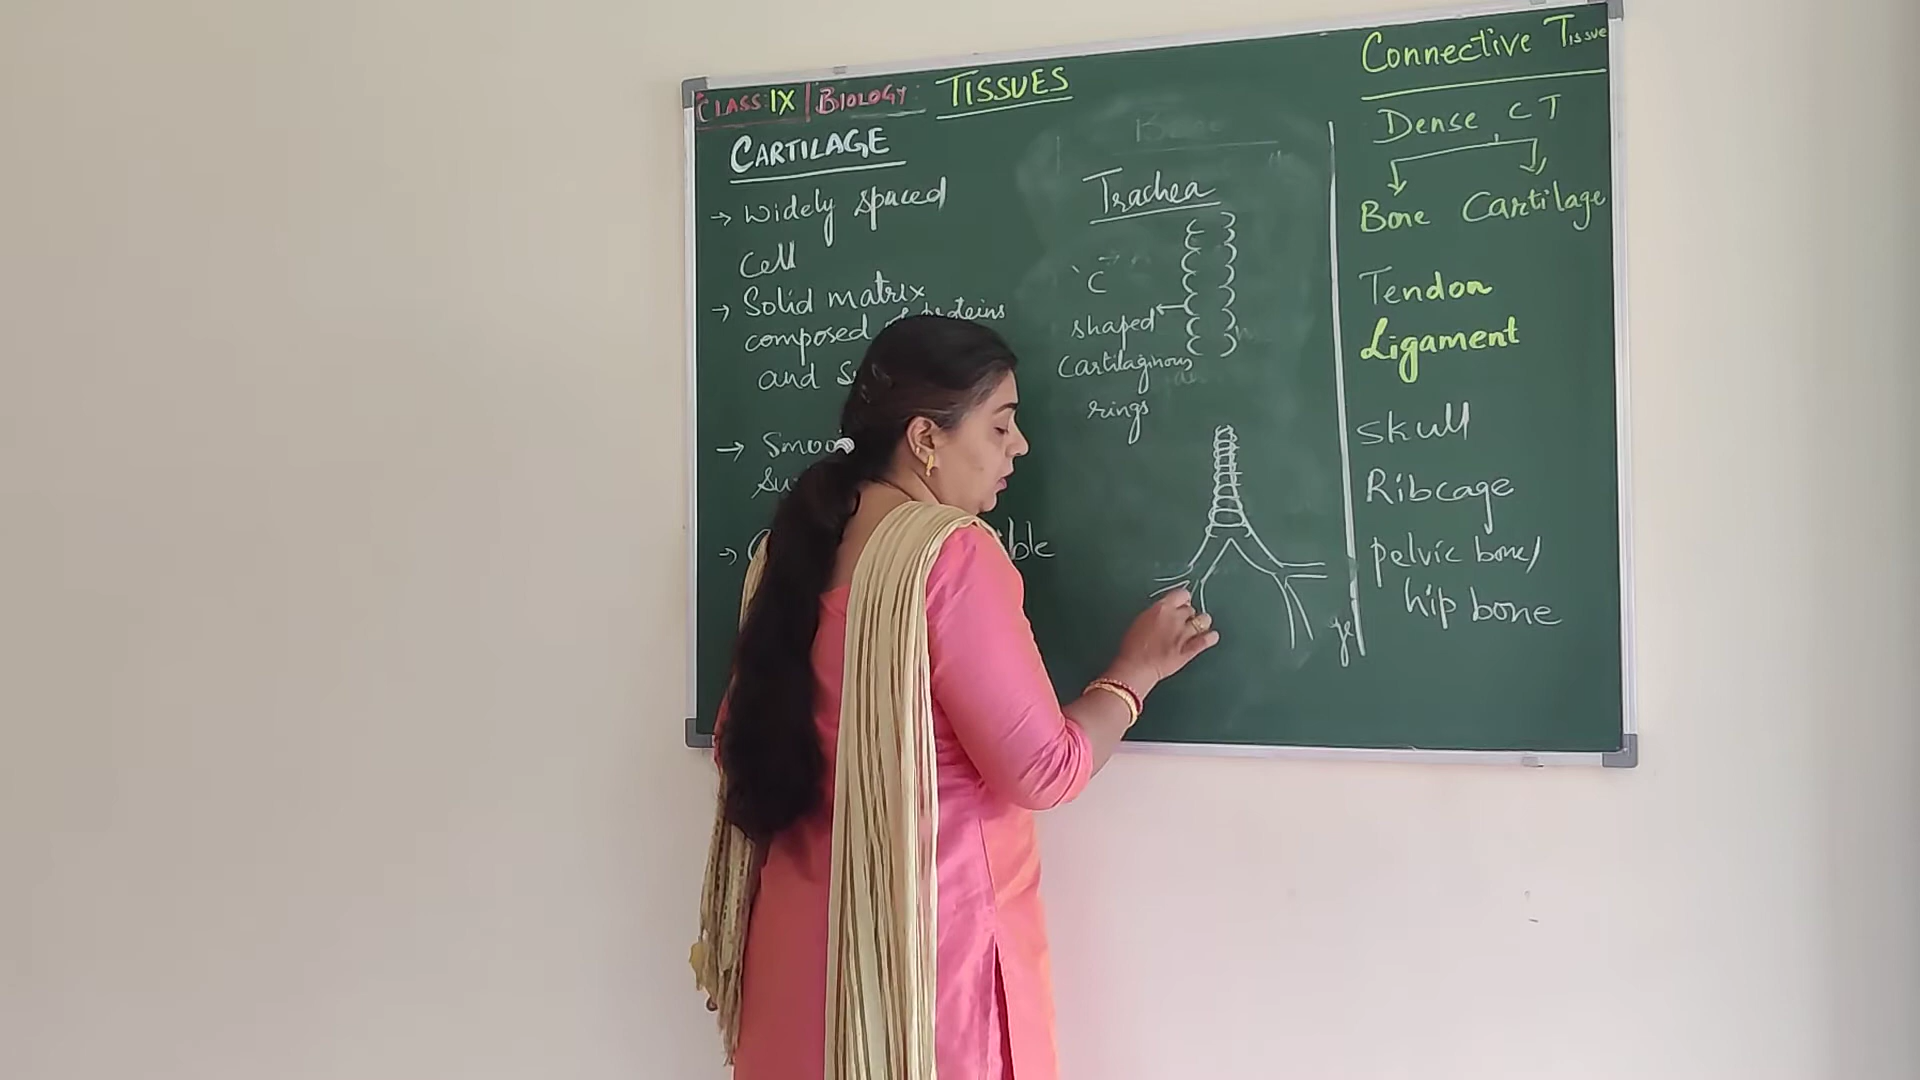 CLASS: IX | BIOLOGY TISSUES
CARTILAGE
→ Widely spaced
Cell
→ Solid matrix
composed proteins
and
→
→
Trachea
'C'
shaped
Cartilaginous
rings
Connective Tissue
Dense CT
Bone Cartilage
Tendon
Ligament
Skull
Ribcage
pelvic bone/
hip bone